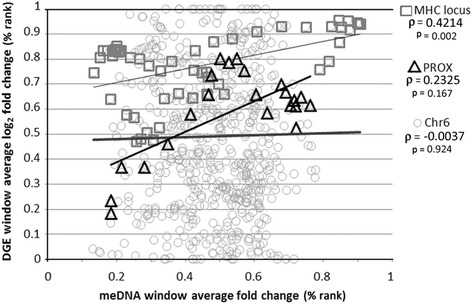 DGE window average log2 fold change (% rank)
1
0.9
0.8
0.7
0.6
0.5
0.4
0.3
0.2
0.1
0
0 0.2 0.4 0.6 0.8 1
meDNA window average fold change (% rank)
MHC locus
ρ = 0.4214
p = 0.002
PROX
ρ = 0.2325
p = 0.167
Chr6
ρ = -0.0037
p = 0.924